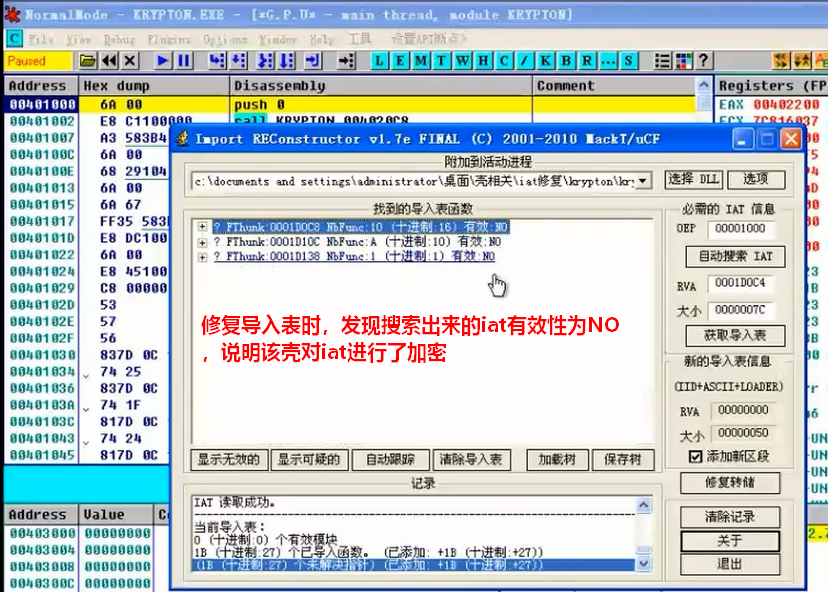 NormalMode - KRYPTON.EXE - [*G.P.U* - main thread, module KRYPTON]
C File View Debug Plugins Options Window Help 工具
Paused L E M T W H C / K B R ... S ?
Address Hex dump Disassembly Comment Registers (FP
00401000 6A 00 push 0 EAX 00402200
00401002 E8 C1100000 call KRYPTON.004020C8 ECX 7C816037
00401007 A3 583B4
0040100C 6A 00
0040100E 68 29104
00401013 6A 00
00401015 6A 67
00401017 FF35 583
0040101D E8 DC100
00401022 6A 00
00401024 E8 45100
00401029 C8 00000
0040102D 53
0040102E 57
0040102F 56
00401030 837D 0C
00401034 74 25
00401036 837D 0C
0040103A 74 1F
0040103C 817D 0C
00401043 74 24
00401045 817D 0C
Import REConstructor v1.7e FINAL (C) 2001-2010 MackT/uCF
附加到活动进程
c:\documents and settings\administrator\桌面\壳相关\iat修复\krypton\kry
选择 DLL
选项
找到的导入表函数
? FThunk:0001D0C8 NbFunc:10 (十进制:16) 有效:NO
? FThunk:0001D10C NbFunc:A (十进制:10) 有效:NO
? FThunk:0001D138 NbFunc:1 (十进制:1) 有效:NO
修复导入表时，发现搜索出来的iat有效性为NO
，说明该壳对iat进行了加密
必需的 IAT 信息
OEP 00001000
自动搜索 IAT
RVA 0001D0C4
大小 0000007C
获取导入表
新的导入表信息
(IID+ASCII+LOADER)
RVA 00000000
大小 00000050
添加新区段
修复转储
显示无效的 显示可疑的 自动跟踪 清除导入表 加载树 保存树
记录
IAT 读取成功。
当前导入表：
0 (十进制:0) 个有效模块
1B (十进制:27) 个已导入函数。 (已添加: +1B (十进制:+27))
(1B (十进制:27) 个未解决指针) (已添加: +1B (十进制:+27))
清除记录
关于
退出
Address Value
00403000 00000000
00403004 00000000
00403008 00000000
0040300C 00000000